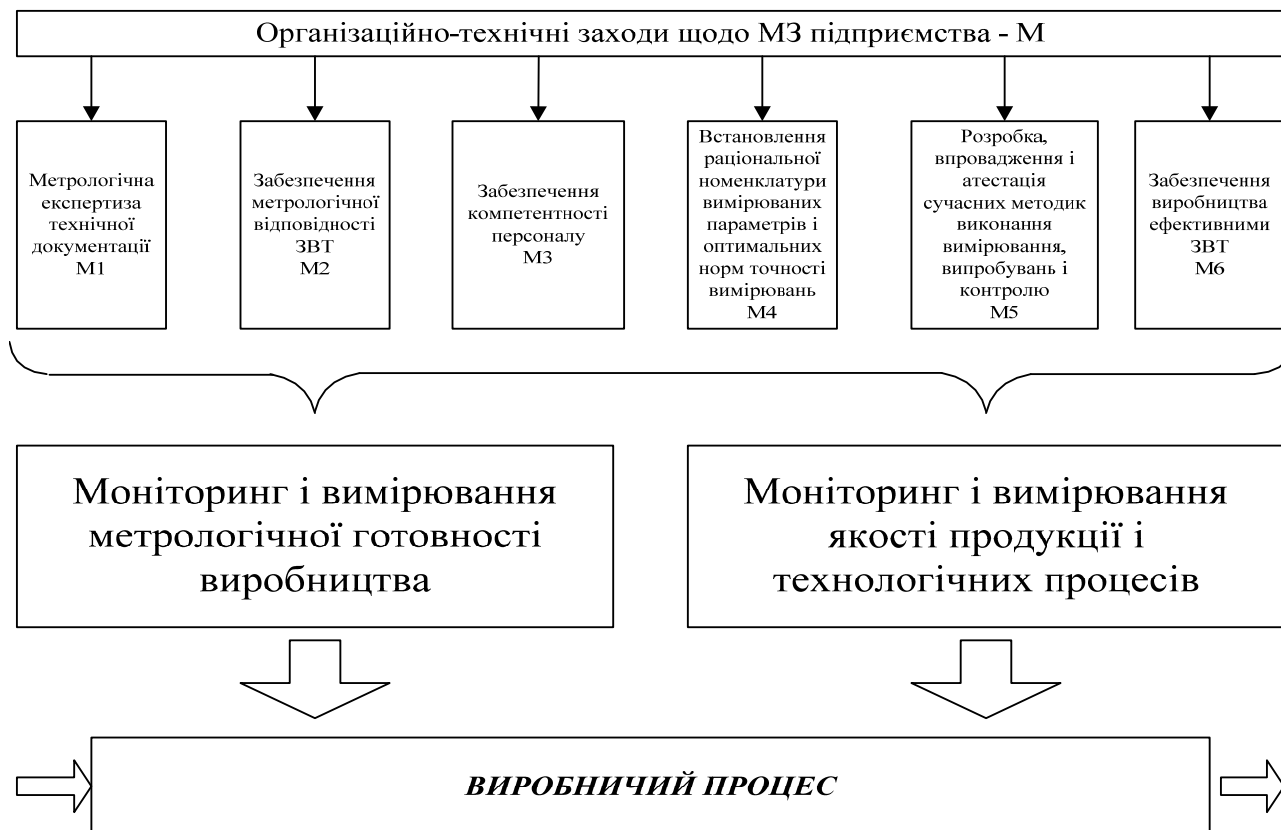 Організаційно-технічні заходи щодо МЗ підприємства - М
Метрологічна
експертиза
технічної
документації
М1
Забезпечення
метрологічної
відповідності
ЗВТ
М2
Забезпечення
компетентності
персоналу
М3
Встановлення
раціональної
номенклатури
вимірюваних
параметрів і
оптимальних
норм точності
вимірювань
М4
Розробка,
впровадження і
атестація
сучасних методик
виконання
вимірювання,
випробувань і
контролю
М5
Забезпечення
виробництва
ефективними
ЗВТ
М6
Моніторинг і вимірювання
метрологічної готовності
виробництва
Моніторинг і вимірювання
якості продукції і
технологічних процесів
ВИРОБНИЧИЙ ПРОЦЕС